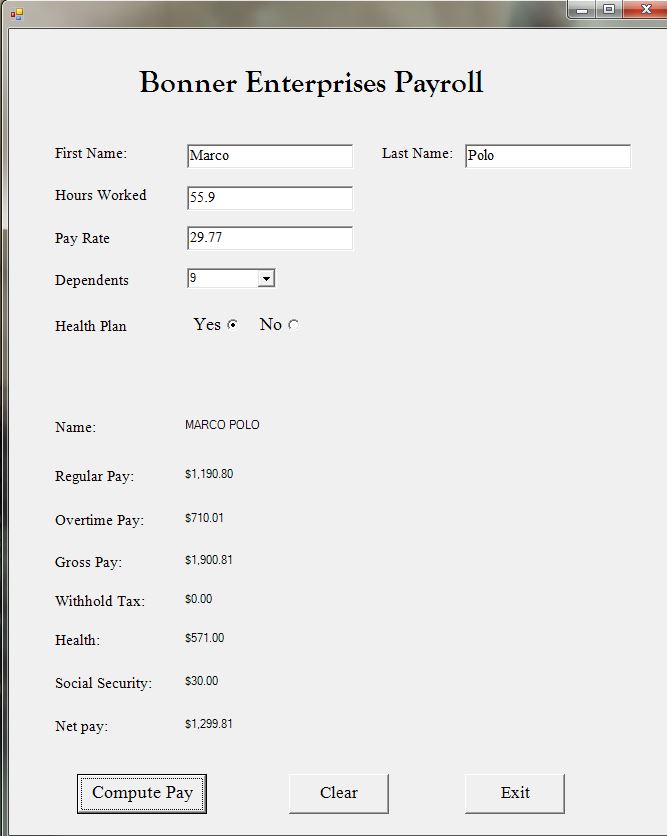 Bonner Enterprises Payroll
First Name: Marco Last Name: Polo
Hours Worked 55.9
Pay Rate 29.77
Dependents 9
Health Plan Yes No
Name: MARCO POLO
Regular Pay: $1,190.80
Overtime Pay: $710.01
Gross Pay: $1,900.81
Withhold Tax: $0.00
Health: $571.00
Social Security: $30.00
Net pay: $1,299.81
Compute Pay Clear Exit